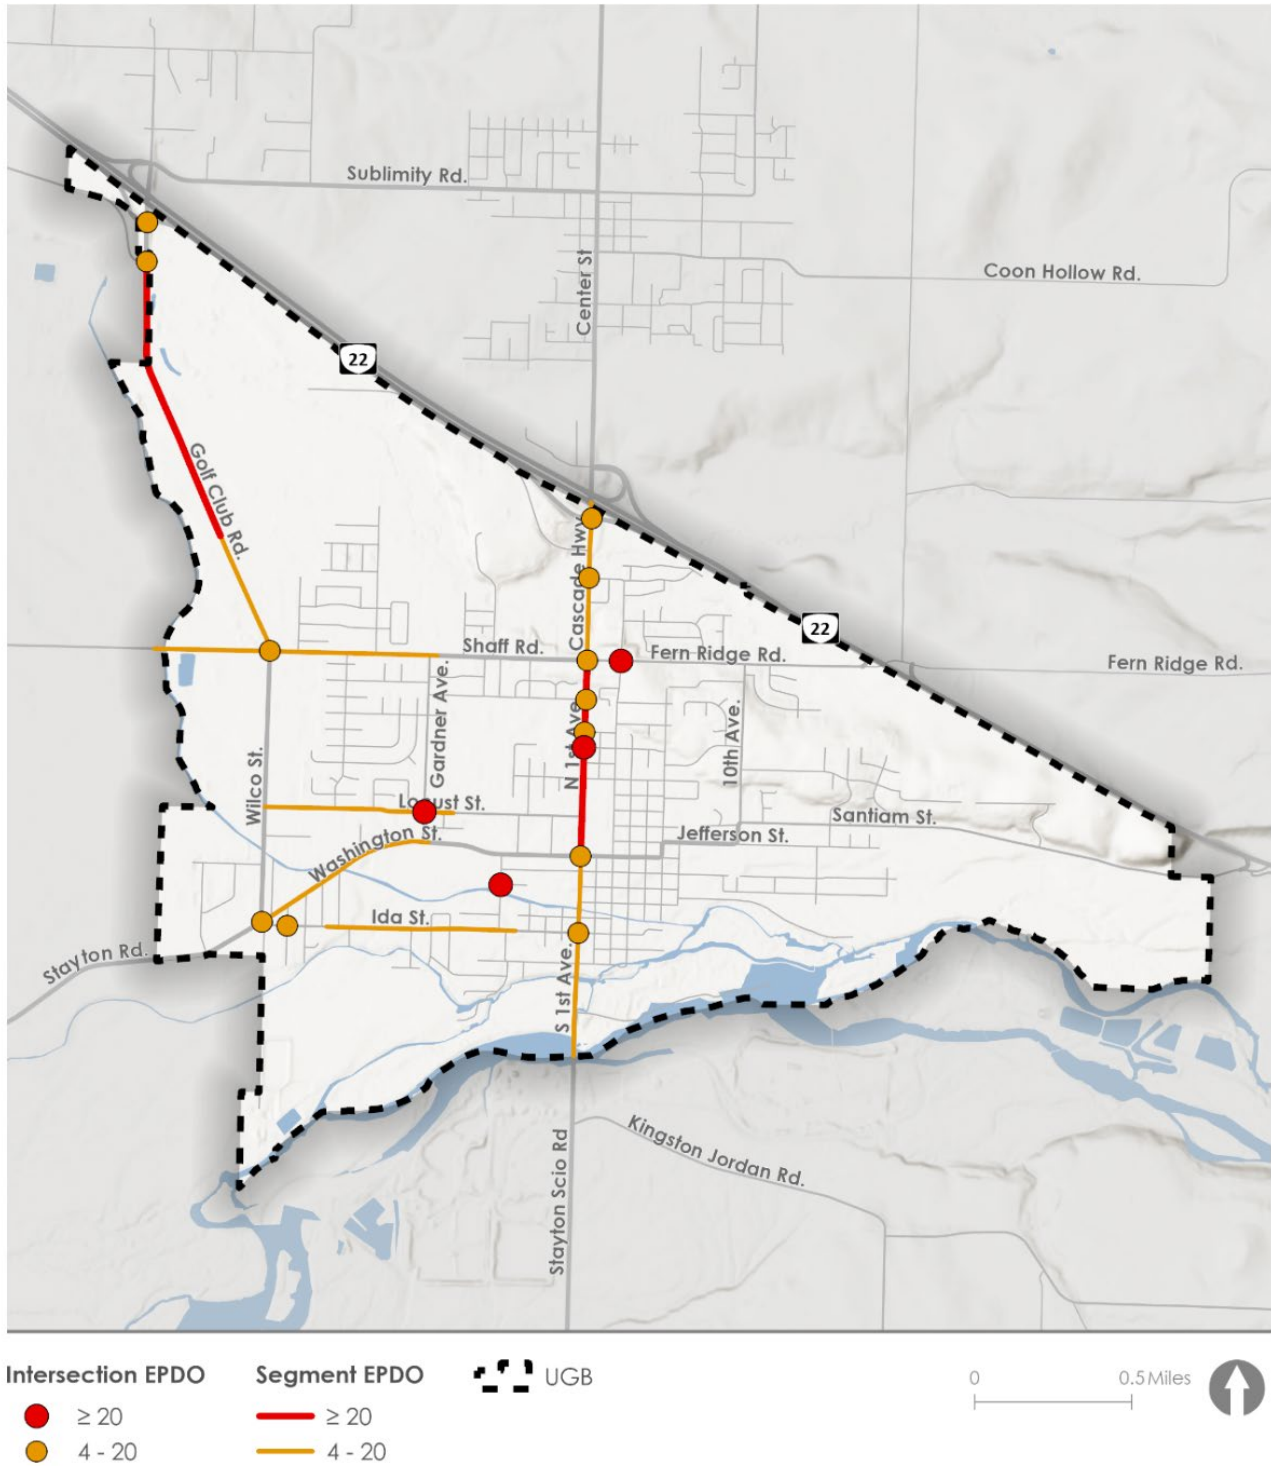 Sublimity Rd.
Center St
Coon Hollow Rd.
22
Golf Club Rd.
Cascade Hwy
22
Shaff Rd.
Fern Ridge Rd.
Fern Ridge Rd.
Gardner Ave.
N 1st Ave.
10th Ave.
Wilco St.
Locust St.
Santiam St.
Jefferson St.
Washington St.
Ida St.
Stayton Rd.
S 1st Ave.
Kingston Jordan Rd.
Stayton Scio Rd
Intersection EPDO
Segment EPDO
UGB
0
0.5 Miles
≥ 20
≥ 20
4 - 20
4 - 20